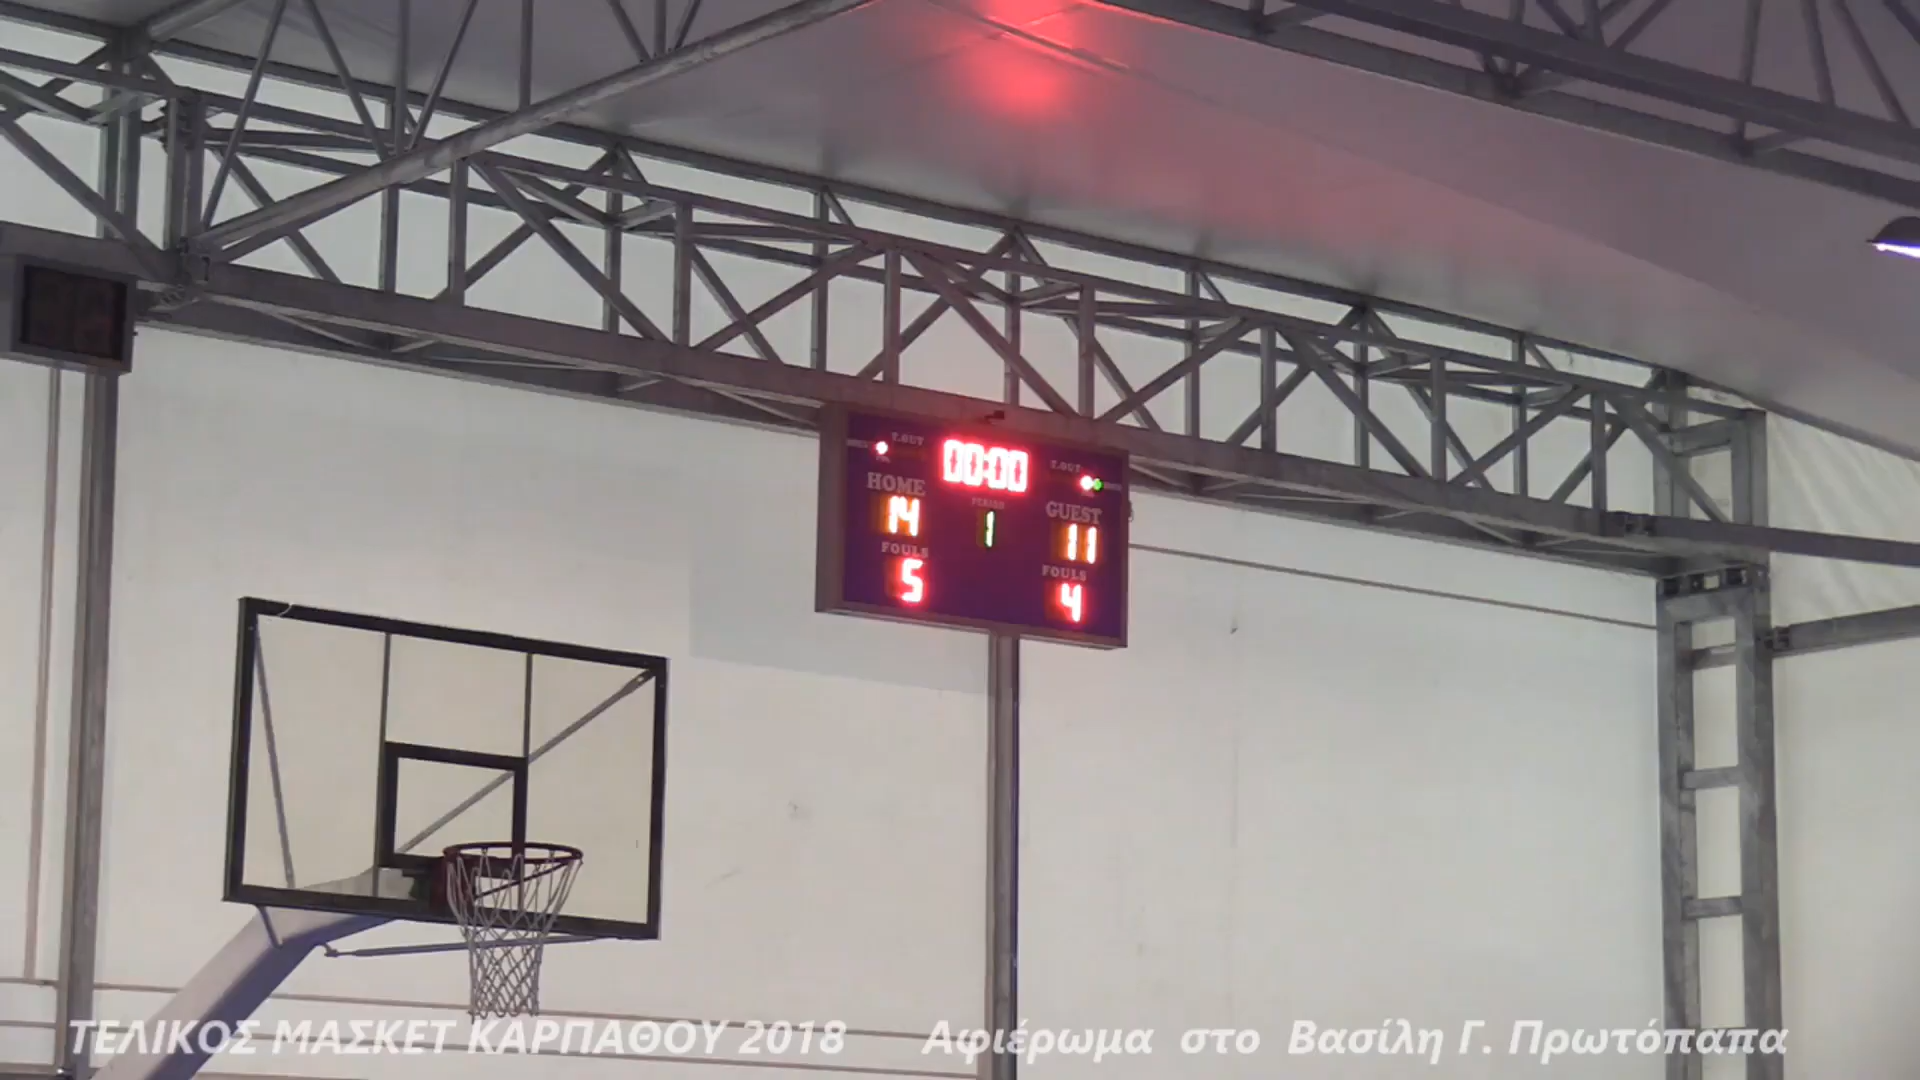 T.OUT
00:00
T.OUT
HOME
PERIOD
GUEST
14
1
11
FOULS
FOULS
5
4
ΤΕΛΙΚΟΣ ΜΑΣΚΕΤ ΚΑΡΠΑΘΟΥ 2018 Αφιέρωμα στο Βασίλη Γ. Πρωτόπαπα